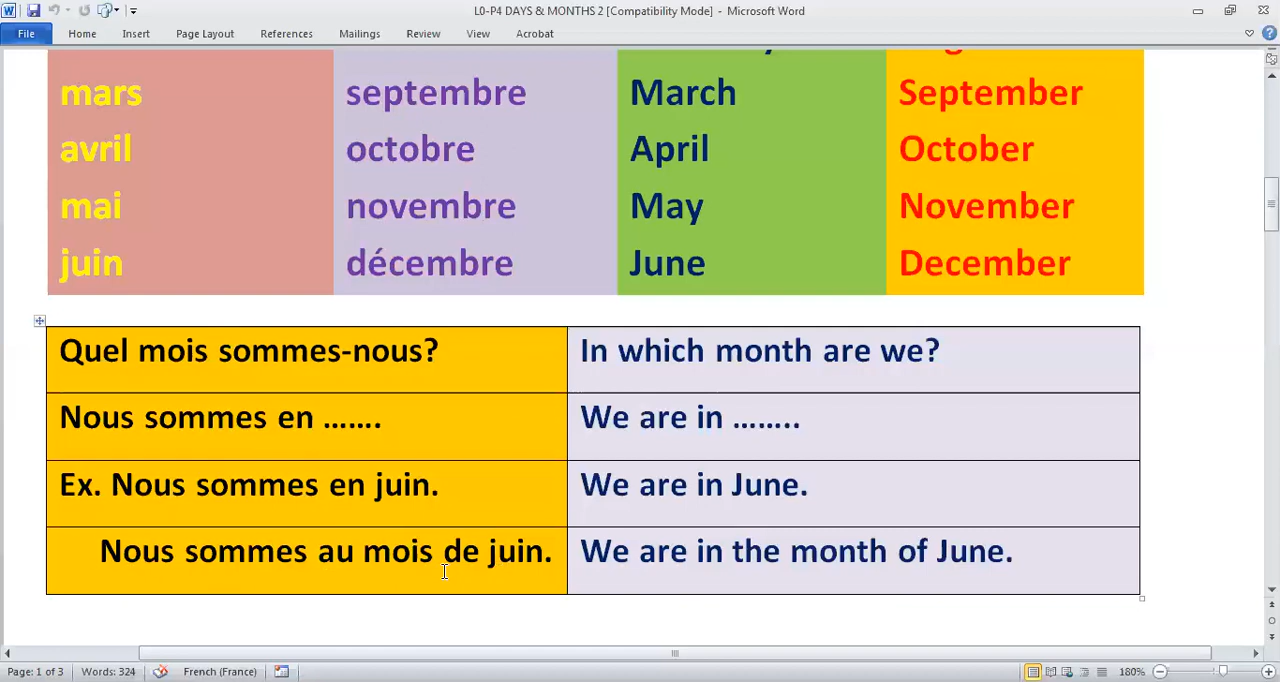 L0-P4 DAYS & MONTHS 2 [Compatibility Mode] - Microsoft Word
File Home Insert Page Layout References Mailings Review View Acrobat
mars septembre March September
avril octobre April October
mai novembre May November
juin décembre June December
Quel mois sommes-nous? In which month are we?
Nous sommes en ....... We are in ........
Ex. Nous sommes en juin. We are in June.
Nous sommes au mois de juin. We are in the month of June.
Page: 1 of 3 Words: 324 French (France) 180%